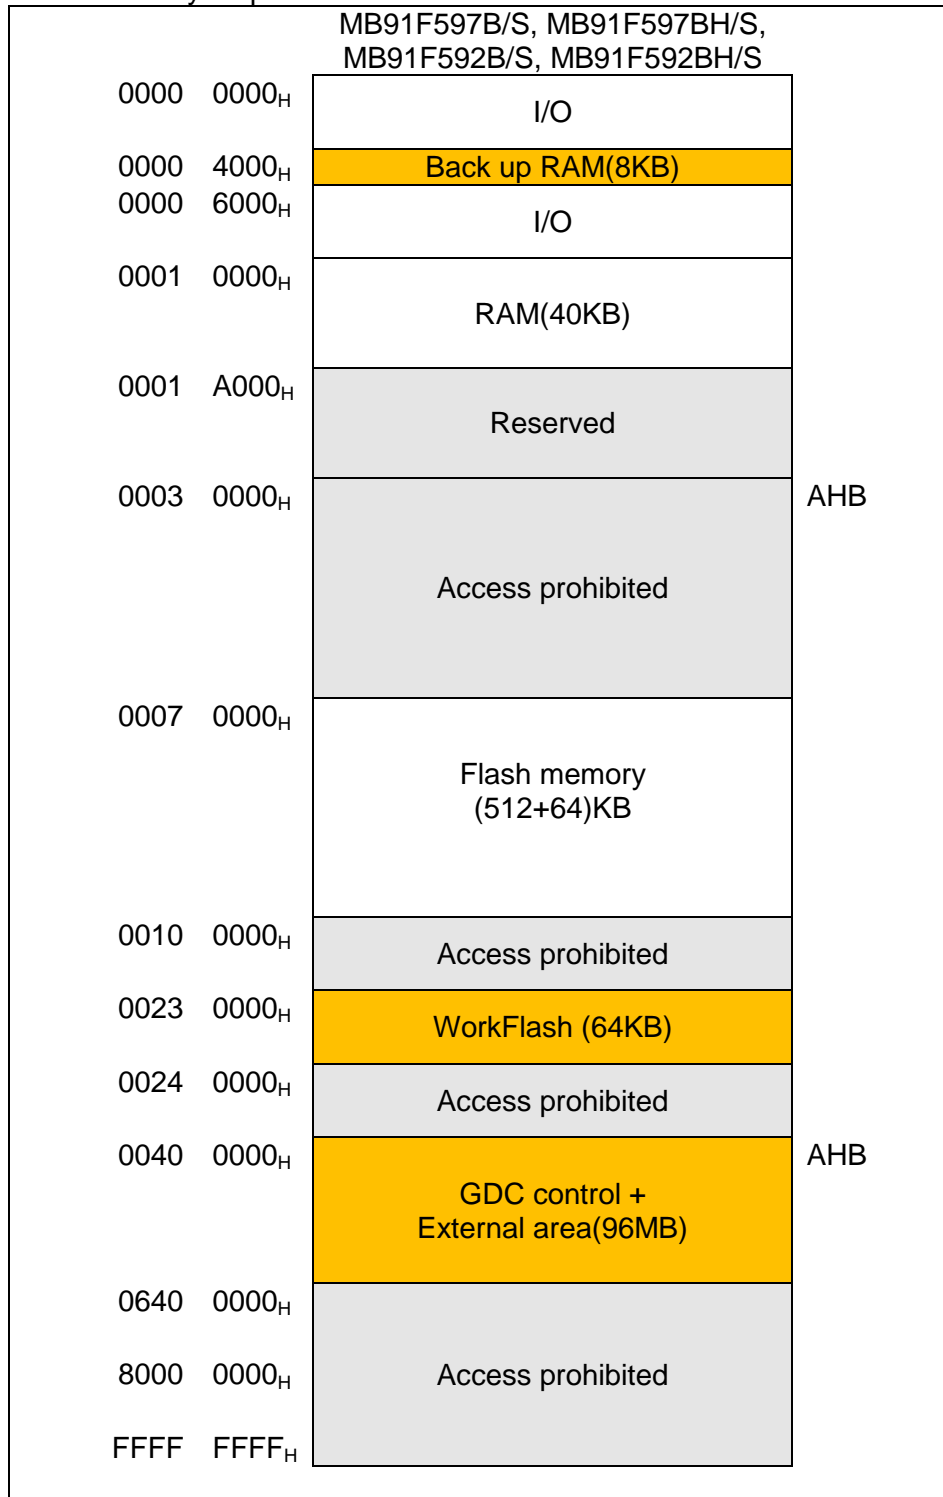 MB91F597B/S, MB91F597BH/S,
MB91F592B/S, MB91F592BH/S
0000 0000H
I/O
0000 4000H
Back up RAM(8KB)
0000 6000H
I/O
0001 0000H
RAM(40KB)
0001 A000H
Reserved
0003 0000H
AHB
Access prohibited
0007 0000H
Flash memory
(512+64)KB
0010 0000H
Access prohibited
0023 0000H
WorkFlash (64KB)
0024 0000H
Access prohibited
0040 0000H
AHB
GDC control +
External area(96MB)
0640 0000H
8000 0000H
Access prohibited
FFFF FFFFH